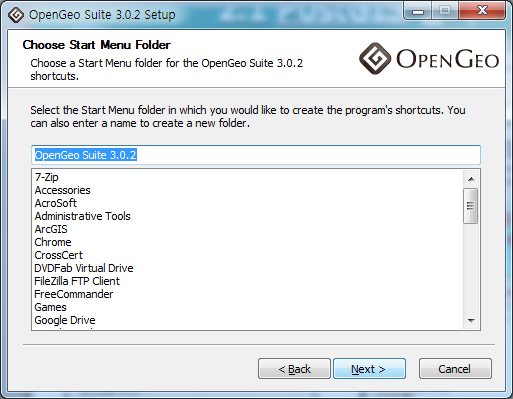 OpenGeo Suite 3.0.2 Setup
Choose Start Menu Folder
Choose a Start Menu folder for the OpenGeo Suite 3.0.2
shortcuts.
OPENGEO
Select the Start Menu folder in which you would like to create the program's shortcuts. You
can also enter a name to create a new folder.
OpenGeo Suite 3.0.2
7-Zip
Accessories
AcroSoft
Administrative Tools
ArcGIS
Chrome
CrossCert
DVDFab Virtual Drive
FileZilla FTP Client
FreeCommander
Games
Google Drive
< Back
Next >
Cancel